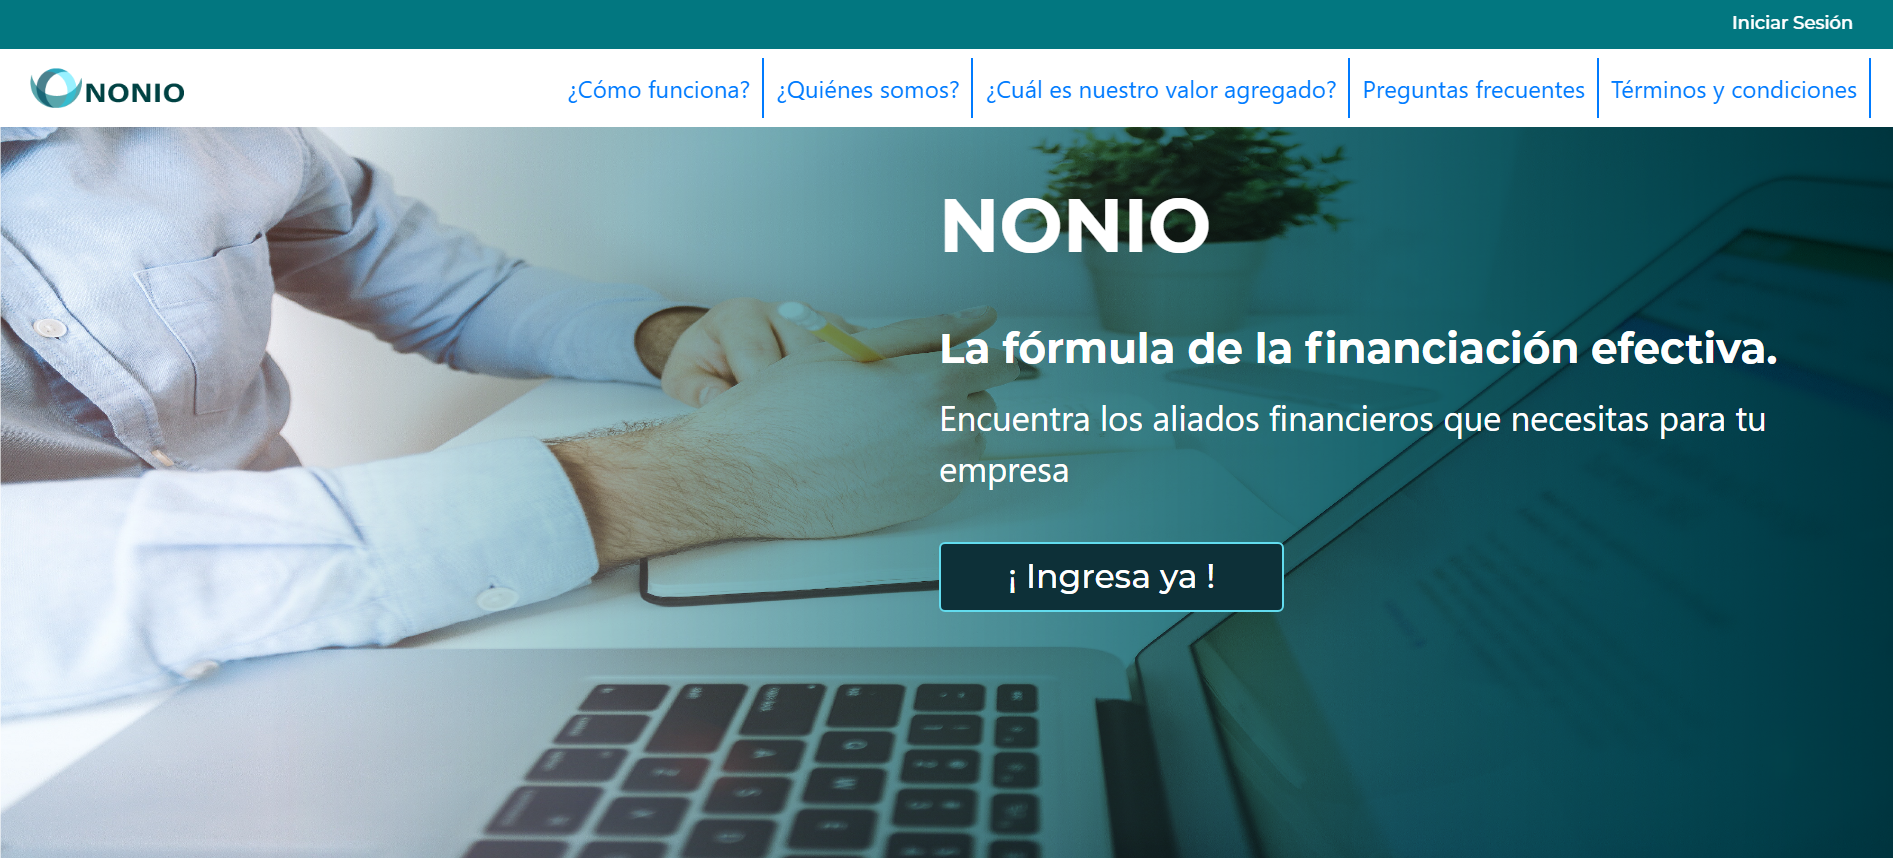 Iniciar Sesión
NONIO
¿Cómo funciona?
¿Quiénes somos?
¿Cuál es nuestro valor agregado?
Preguntas frecuentes
Términos y condiciones
NONIO
La fórmula de la financiación efectiva.
Encuentra los aliados financieros que necesitas para tu
empresa
¡ Ingresa ya !